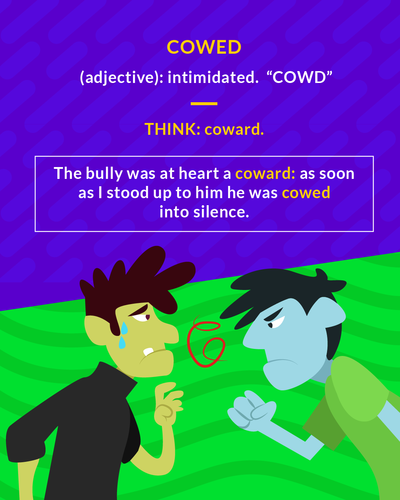 COWED
(adjective): intimidated. “COWD”
THINK: coward.
The bully was at heart a coward: as soon
as I stood up to him he was cowed
into silence.